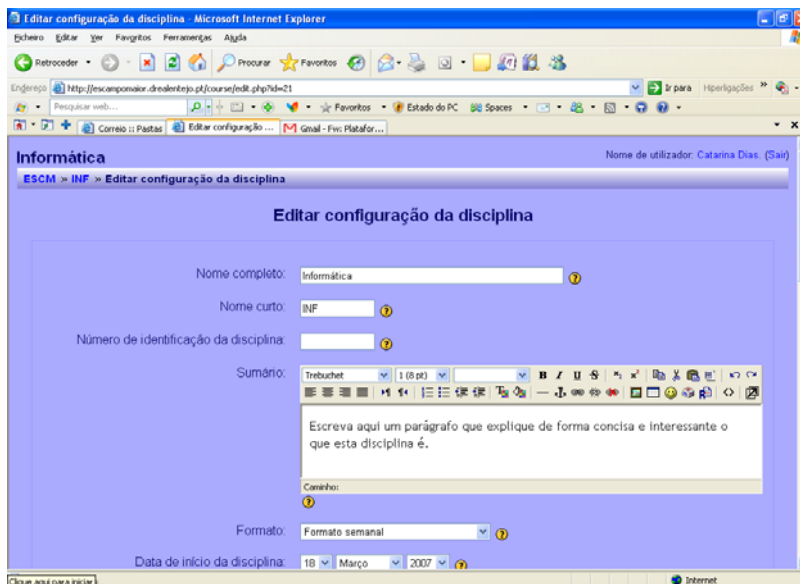 Editar configuração da disciplina - Microsoft Internet Explorer
Ficheiro Editar Ver Favoritos Ferramentas Ajuda
Retroceder Procurar Favoritos
Endereço http://escampomaior.drealentejo.pt/course/edit.php?id=21 Ir para Hiperligações »
Pesquisar web... Favoritos Estado do PC Spaces
Correio :: Pastas Editar configuração ... Gmail - Fw: Platafor...
Informática Nome de utilizador: Catarina Dias. (Sair)
ESCM » INF » Editar configuração da disciplina
Editar configuração da disciplina
Nome completo: Informática
Nome curto: INF
Número de identificação da disciplina:
Sumário: Trebuchet 1 (8 pt)
Escreva aqui um parágrafo que explique de forma concisa e interessante o
que esta disciplina é.
Caminho:
Formato: Formato semanal
Data de início da disciplina: 18 Março 2007
Clique aqui para iniciar Internet